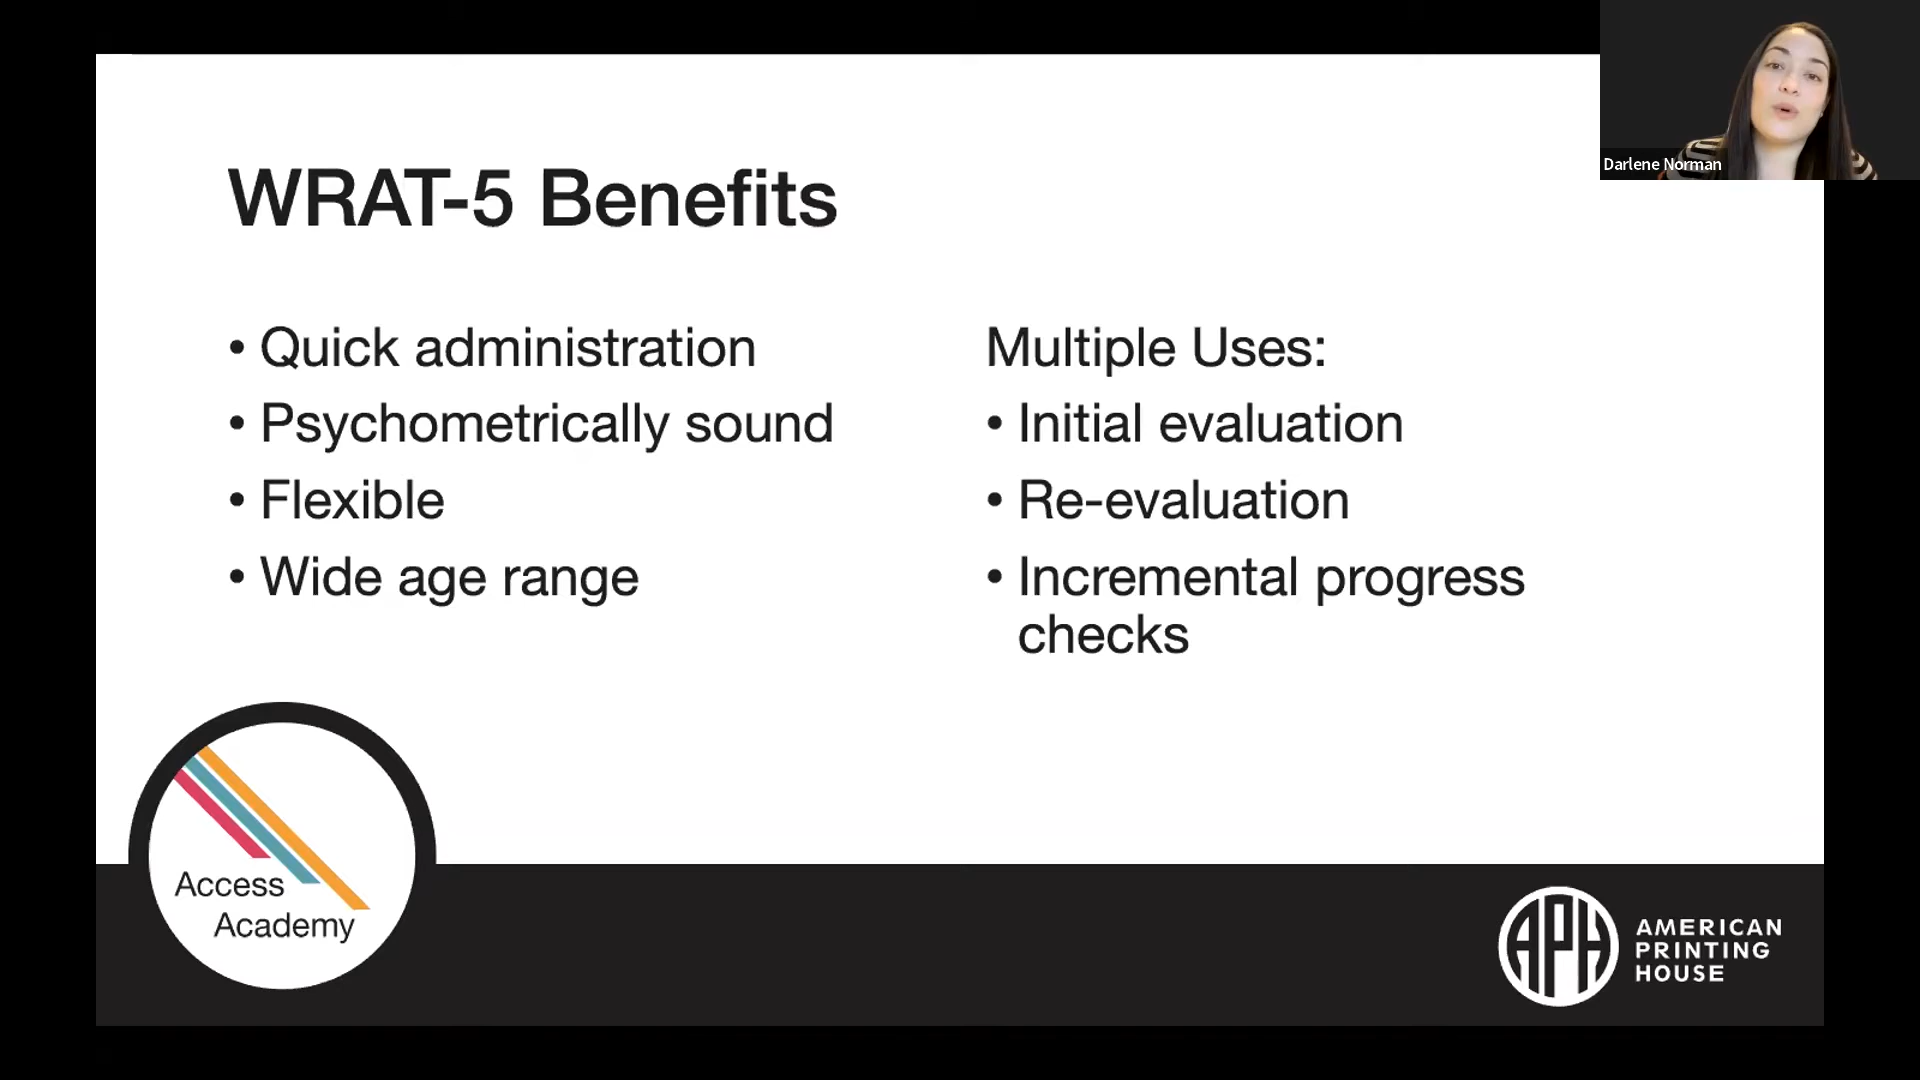 Darlene Norman
WRAT-5 Benefits
• Quick administration
• Psychometrically sound
• Flexible
• Wide age range
Multiple Uses:
• Initial evaluation
• Re-evaluation
• Incremental progress
checks
Access
Academy
APH
AMERICAN
PRINTING
HOUSE